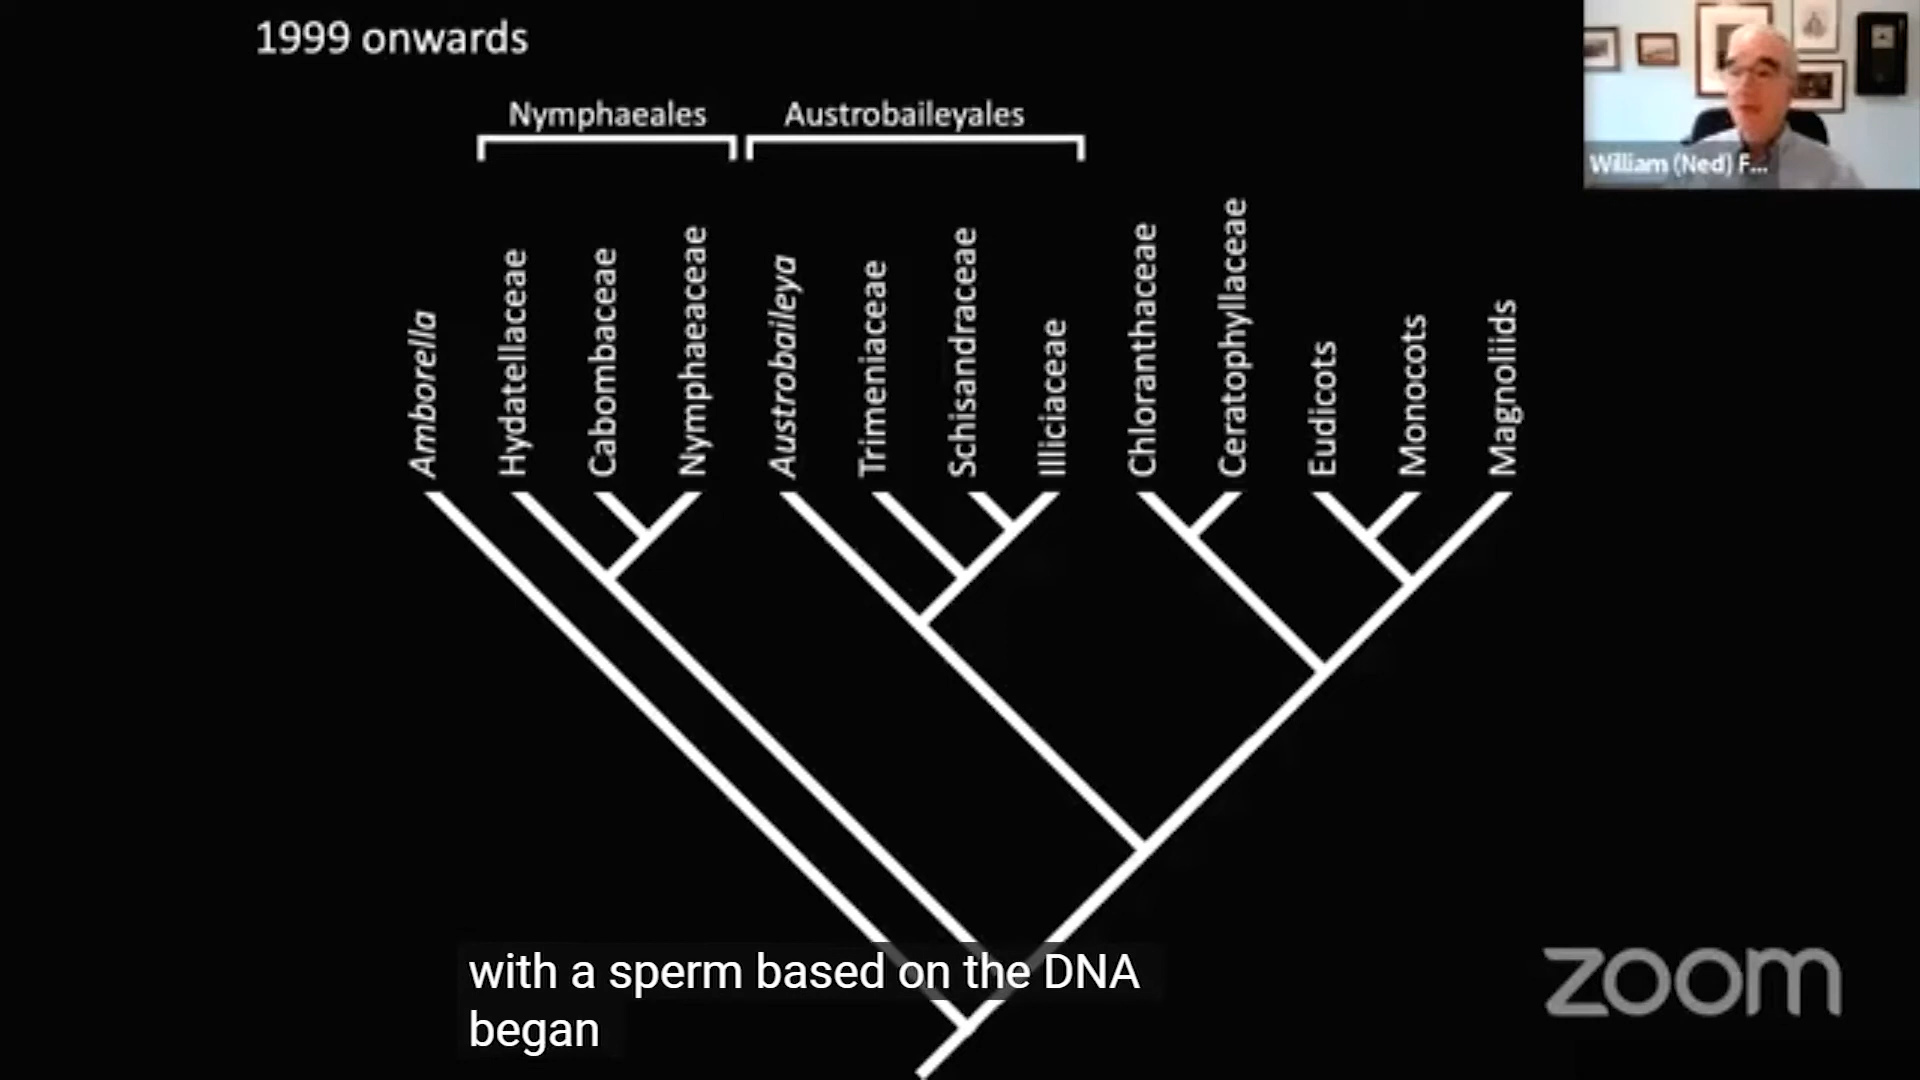 1999 onwards
Nymphaeales
Austrobaileyales
William (Ned) F...
Amborella
Hydatellaceae
Cabombaceae
Nymphaeaceae
Austrobaileya
Trimeniaceae
Schisandraceae
Illiciaceae
Chloranthaceae
Ceratophyllaceae
Eudicots
Monocots
Magnoliids
with a sperm based on the DNA
began
zoom